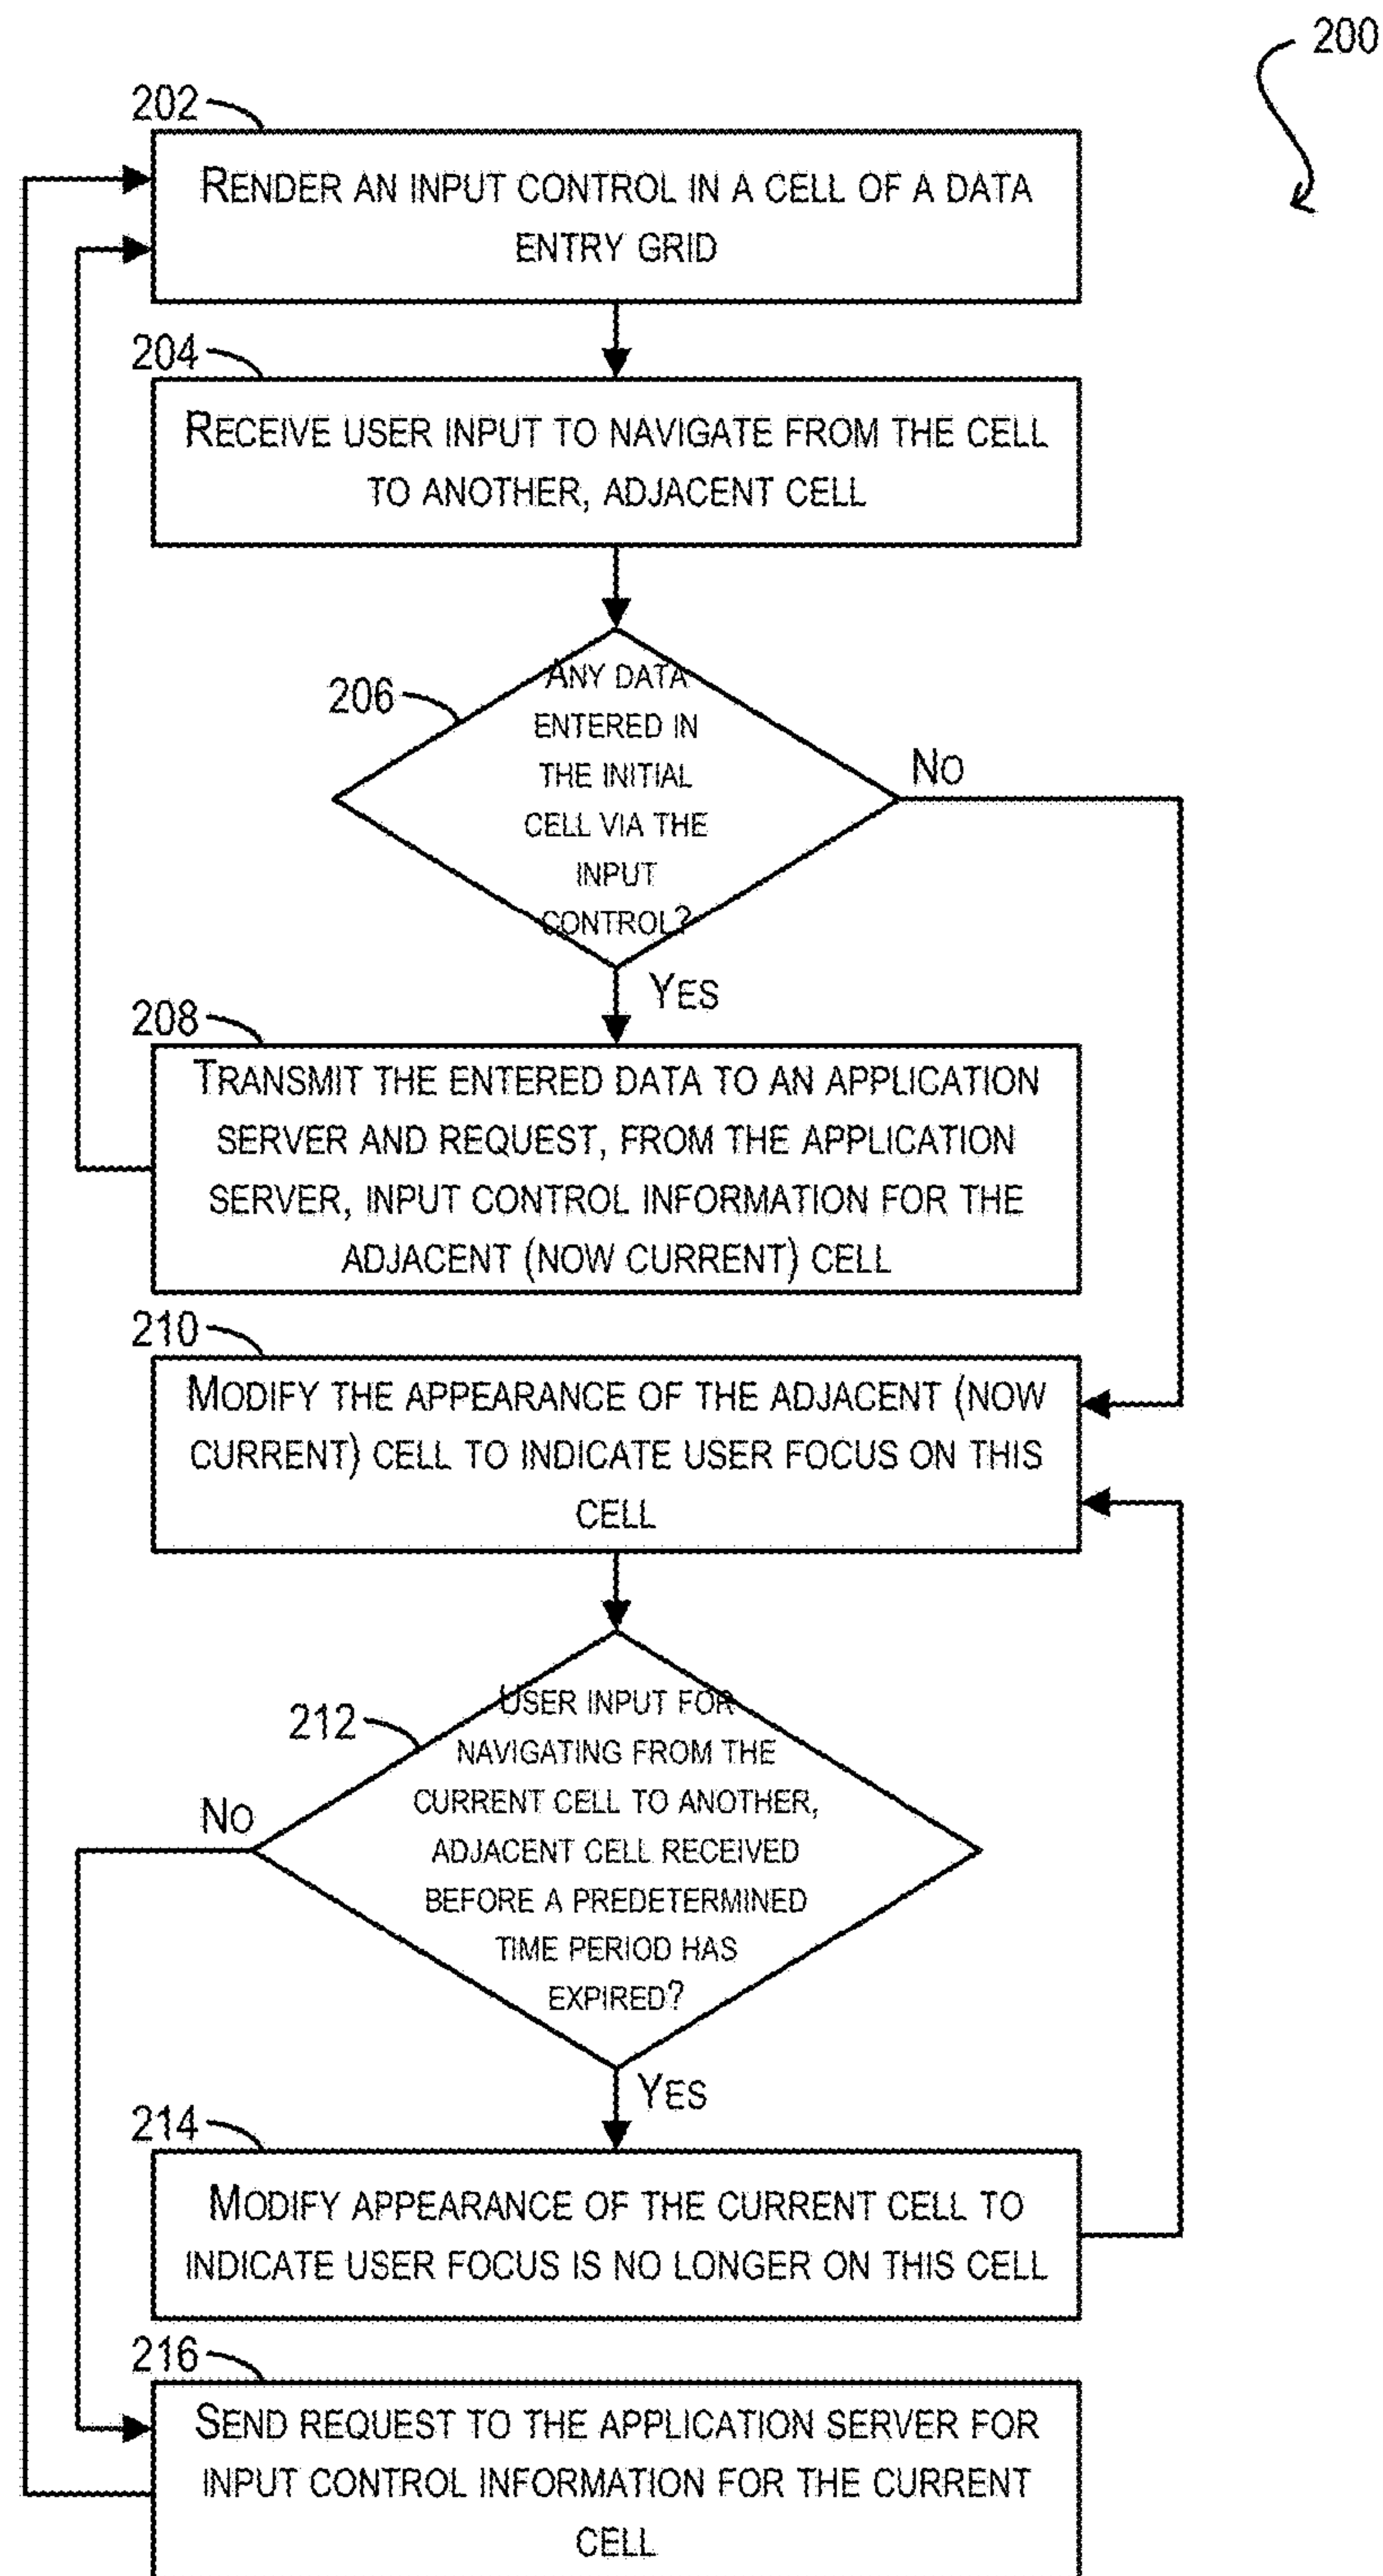 200
202
RENDER AN INPUT CONTROL IN A CELL OF A DATA
ENTRY GRID
204
RECEIVE USER INPUT TO NAVIGATE FROM THE CELL
TO ANOTHER, ADJACENT CELL
206
ANY DATA
ENTERED IN
THE INITIAL
CELL VIA THE
INPUT
CONTROL?
NO
YES
208
TRANSMIT THE ENTERED DATA TO AN APPLICATION
SERVER AND REQUEST, FROM THE APPLICATION
SERVER, INPUT CONTROL INFORMATION FOR THE
ADJACENT (NOW CURRENT) CELL
210
MODIFY THE APPEARANCE OF THE ADJACENT (NOW
CURRENT) CELL TO INDICATE USER FOCUS ON THIS
CELL
212
USER INPUT FOR
NAVIGATING FROM THE
CURRENT CELL TO ANOTHER,
ADJACENT CELL RECEIVED
BEFORE A PREDETERMINED
TIME PERIOD HAS
EXPIRED?
NO
YES
214
MODIFY APPEARANCE OF THE CURRENT CELL TO
INDICATE USER FOCUS IS NO LONGER ON THIS CELL
216
SEND REQUEST TO THE APPLICATION SERVER FOR
INPUT CONTROL INFORMATION FOR THE CURRENT
CELL